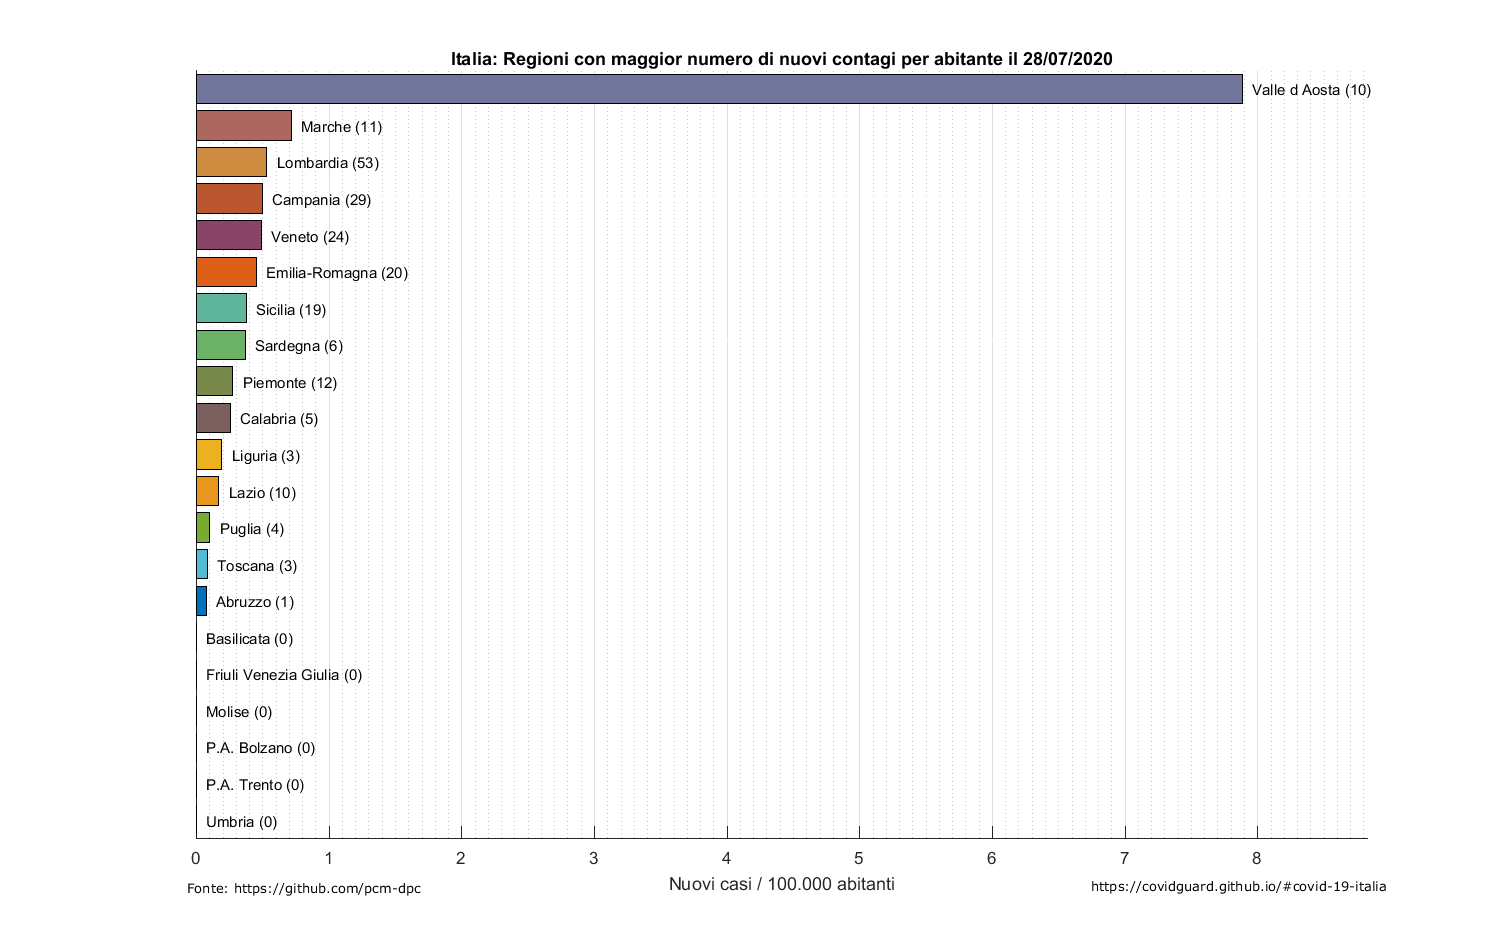 Italia: Regioni con maggior numero di nuovi contagi per abitante il 28/07/2020
Valle d Aosta (10)
Marche (11)
Lombardia (53)
Campania (29)
Veneto (24)
Emilia-Romagna (20)
Sicilia (19)
Sardegna (6)
Piemonte (12)
Calabria (5)
Liguria (3)
Lazio (10)
Puglia (4)
Toscana (3)
Abruzzo (1)
Basilicata (0)
Friuli Venezia Giulia (0)
Molise (0)
P.A. Bolzano (0)
P.A. Trento (0)
Umbria (0)
0 1 2 3 4 5 6 7 8
Nuovi casi / 100.000 abitanti
Fonte: https://github.com/pcm-dpc
https://covidguard.github.io/#covid-19-italia